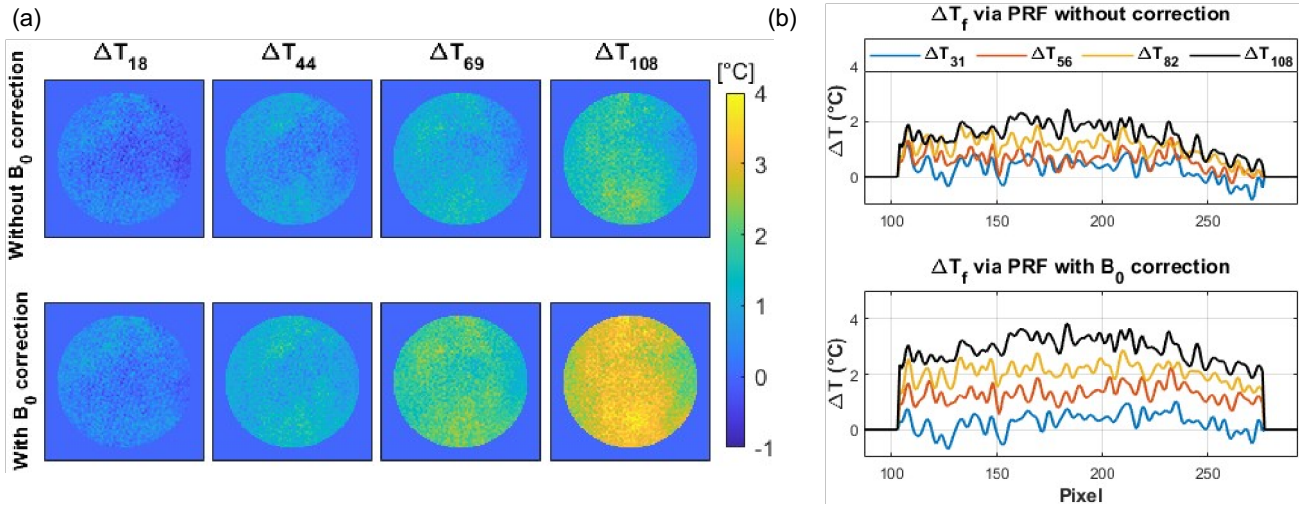 (a)
ΔT18 ΔT44 ΔT69 ΔT108
[°C]
Without B0 correction
With B0 correction
4
3
2
1
0
-1
(b)
ΔTf via PRF without correction
ΔT31 ΔT56 ΔT82 ΔT108
ΔT (°C)
4
2
0
100 150 200 250
ΔTf via PRF with B0 correction
ΔT (°C)
4
2
0
100 150 200 250
Pixel